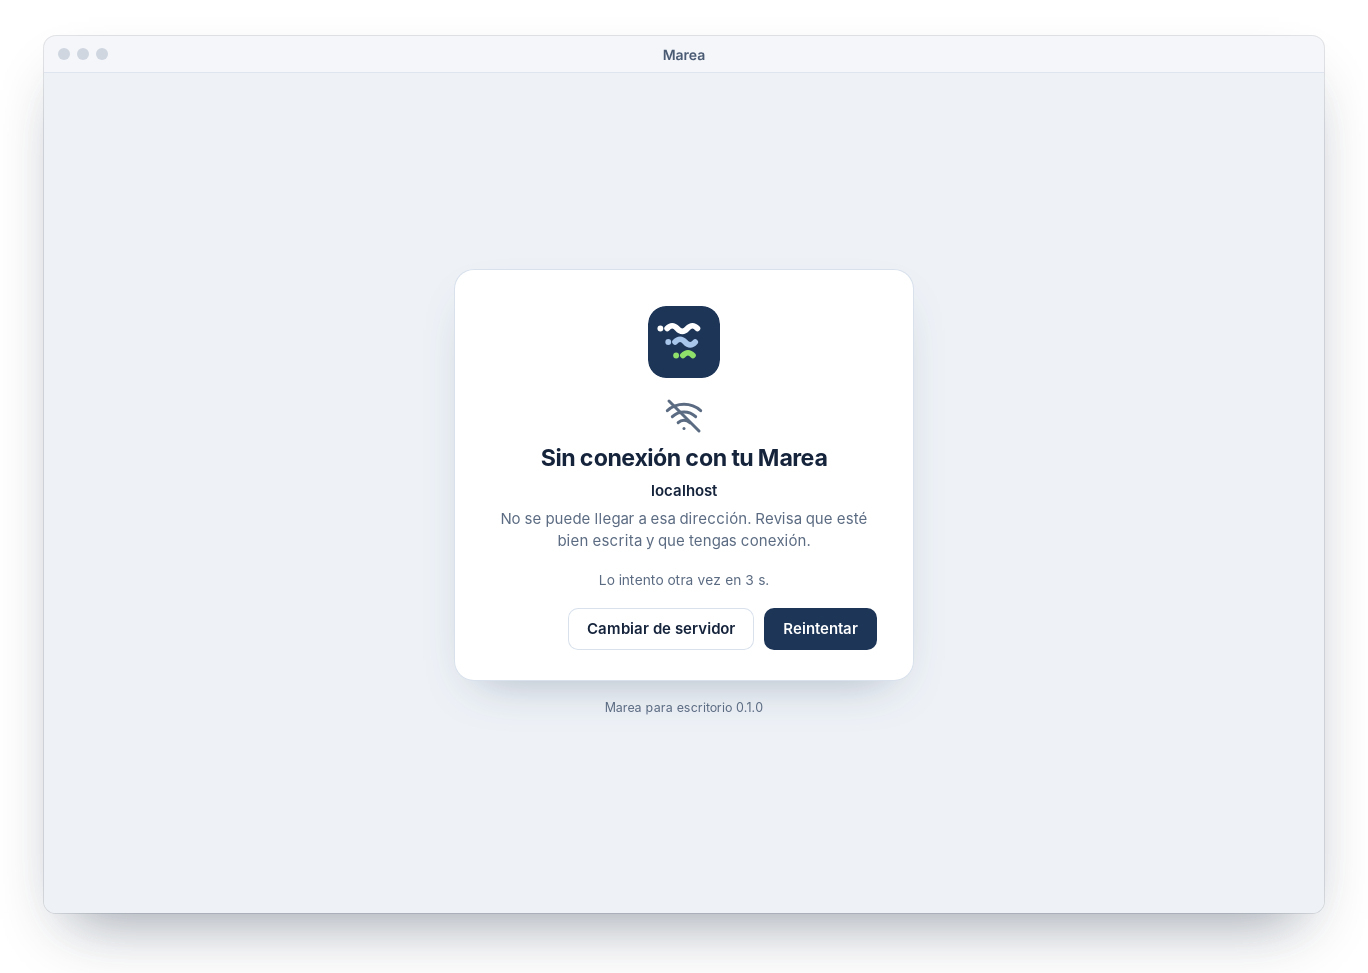 Marea
Sin conexión con tu Marea
localhost
No se puede llegar a esa dirección. Revisa que esté
bien escrita y que tengas conexión.
Lo intento otra vez en 3 s.
Cambiar de servidor
Reintentar
Marea para escritorio 0.1.0